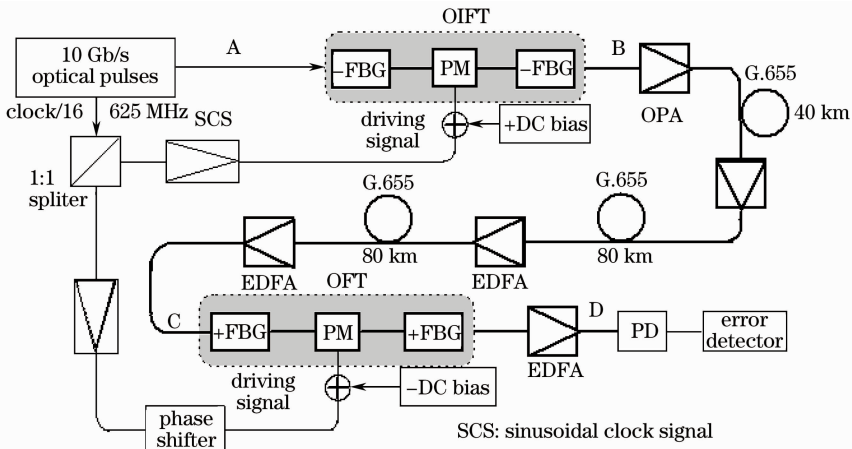 OIFT
10 Gb/s
optical pulses
A
−FBG
PM
−FBG
B
G.655
40 km
OPA
clock/16
625 MHz
SCS
driving
signal
+DC bias
1:1
spliter
G.655
80 km
G.655
80 km
EDFA
EDFA
OFT
C
+FBG
PM
+FBG
D
PD
error
detector
EDFA
driving
signal
−DC bias
phase
shifter
SCS: sinusoidal clock signal